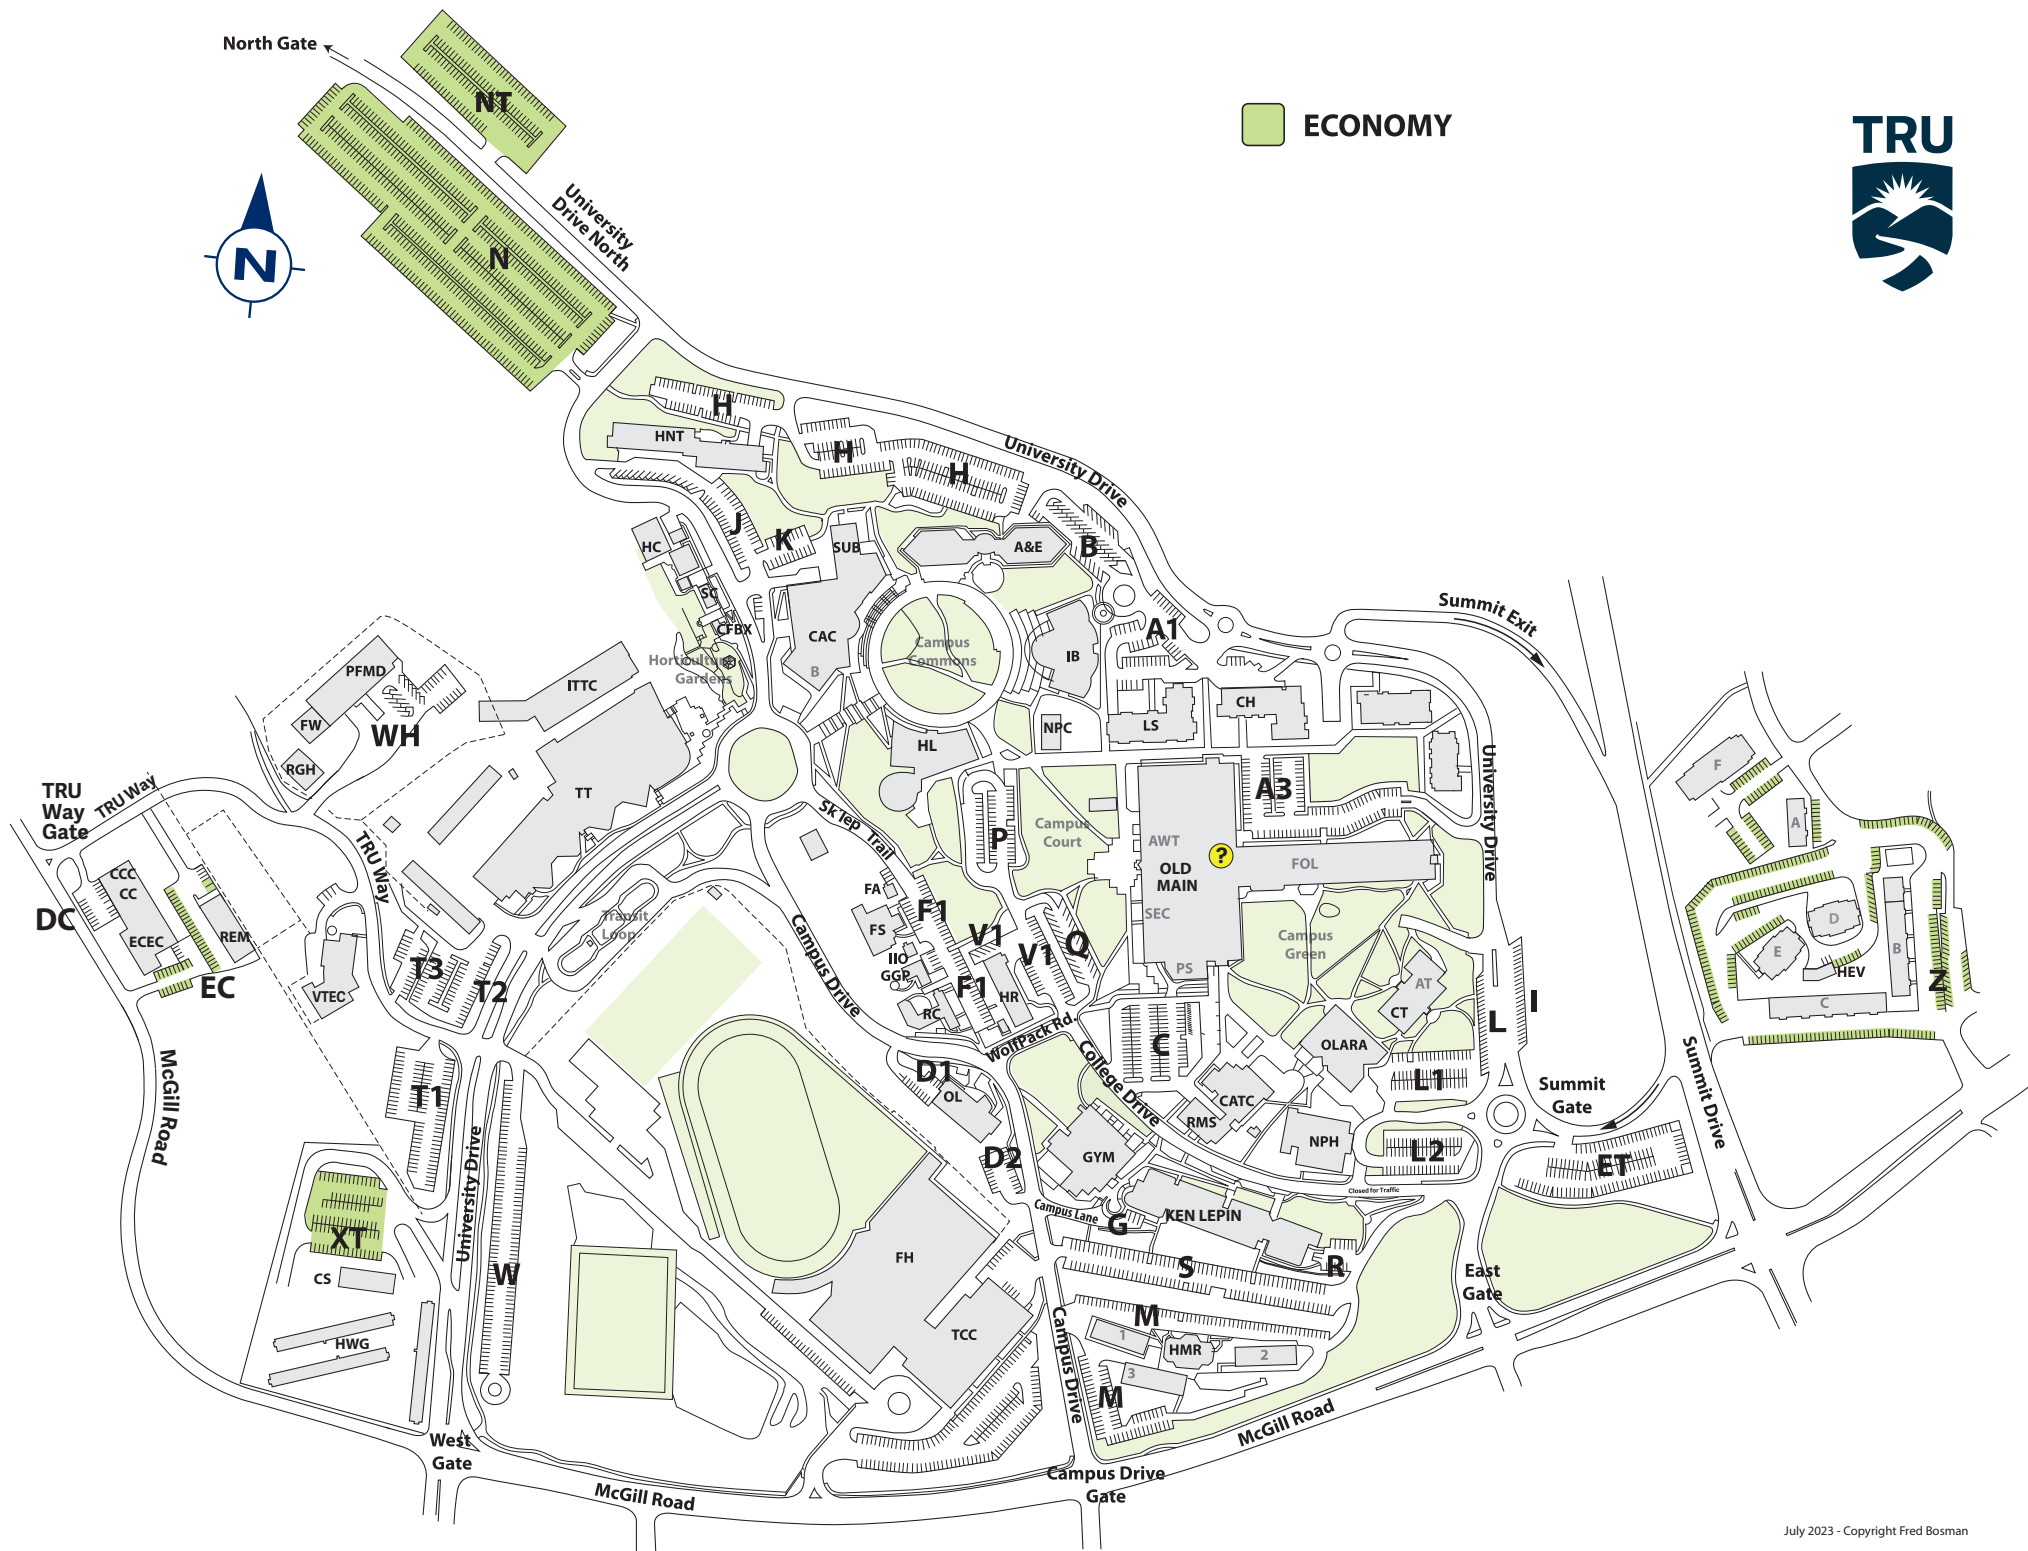 North Gate
NT
ECONOMY
TRU
University
Drive North
N
N
H
HNT
H
H
University Drive
J
K
SUB
A&E
B
HC
SC
CFBX
CAC
B
Campus
Commons
IB
A1
Summit Exit
Horticulture
Gardens
PFMD
ITTC
FW
WH
RGH
NPC
LS
CH
HL
TT
University Drive
A3
F
A
TRU
Way
Gate
TRU Way
TRU Way
Sk'lep Trail
P
Campus
Court
AWT
?
OLD
MAIN
FOL
SEC
CCC
CC
DC
ECEC
REM
EC
VTEC
Transit
Loop
T3
T2
FA
FS
F1
V1
V1
Q
IIO
GGP
F1
HR
RC
Campus Drive
PS
Campus
Green
AT
CT
L
I
D
E
B
HEV
C
Z
WolfPack Rd.
C
OLARA
L1
Summit
Gate
Summit Drive
McGill Road
T1
D1
OL
College Drive
CATC
RMS
NPH
L2
ET
D2
GYM
Closed for Traffic
University Drive
XT
CS
W
FH
Campus Lane
G
KEN LEPIN
S
R
East
Gate
HWG
TCC
Campus Drive
M
1
HMR
2
3
M
McGill Road
West
Gate
McGill Road
Campus Drive
Gate
July 2023 - Copyright Fred Bosman